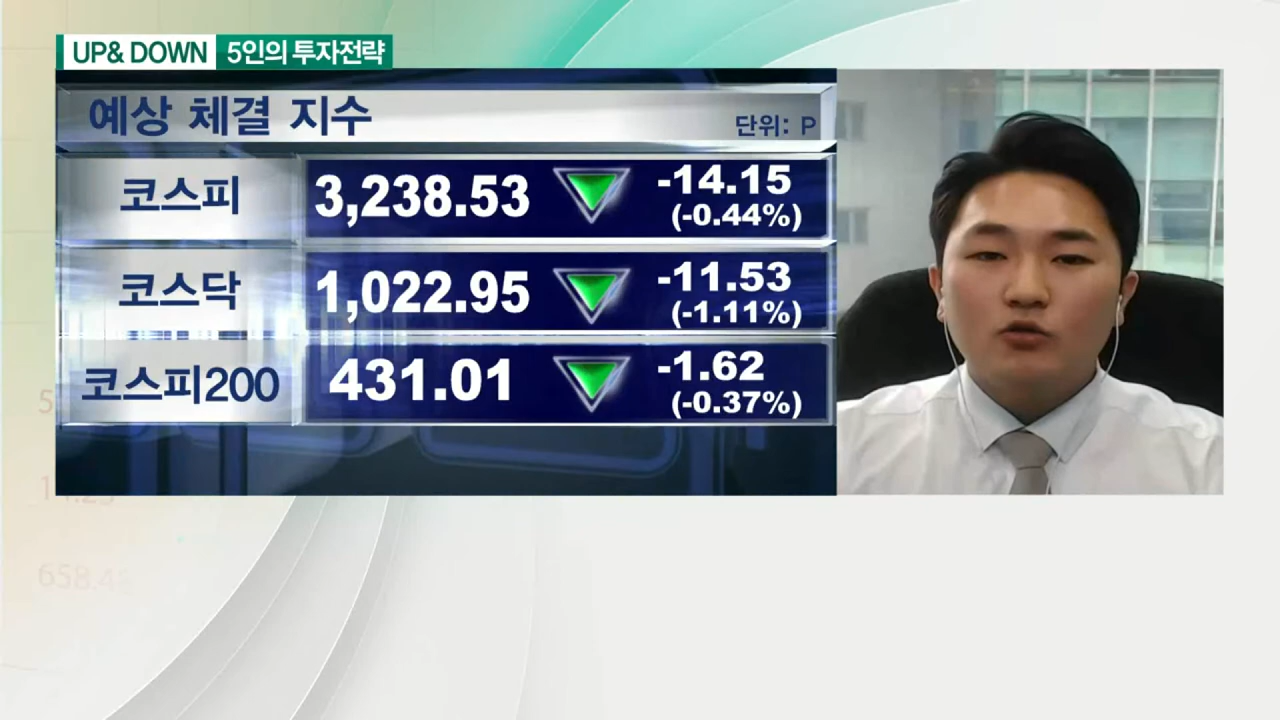 UP& DOWN 5인의 투자전략
예상 체결 지수
단위: P
코스피 3,238.53 -14.15
(-0.44%)
코스닥 1,022.95 -11.53
(-1.11%)
코스피200 431.01 -1.62
(-0.37%)